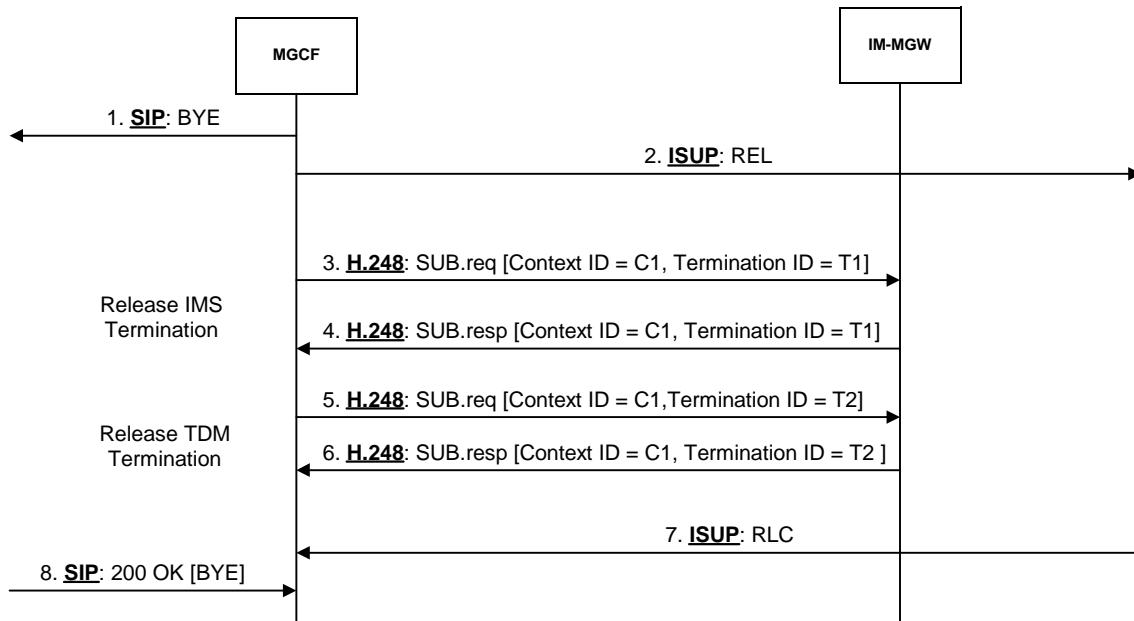 MGCF
IM-MGW
1. SIP: BYE
2. ISUP: REL
3. H.248: SUB.req [Context ID = C1, Termination ID = T1]
Release IMS
Termination
4. H.248: SUB.resp [Context ID = C1, Termination ID = T1]
5. H.248: SUB.req [Context ID = C1,Termination ID = T2]
Release TDM
Termination
6. H.248: SUB.resp [Context ID = C1, Termination ID = T2 ]
7. ISUP: RLC
8. SIP: 200 OK [BYE]